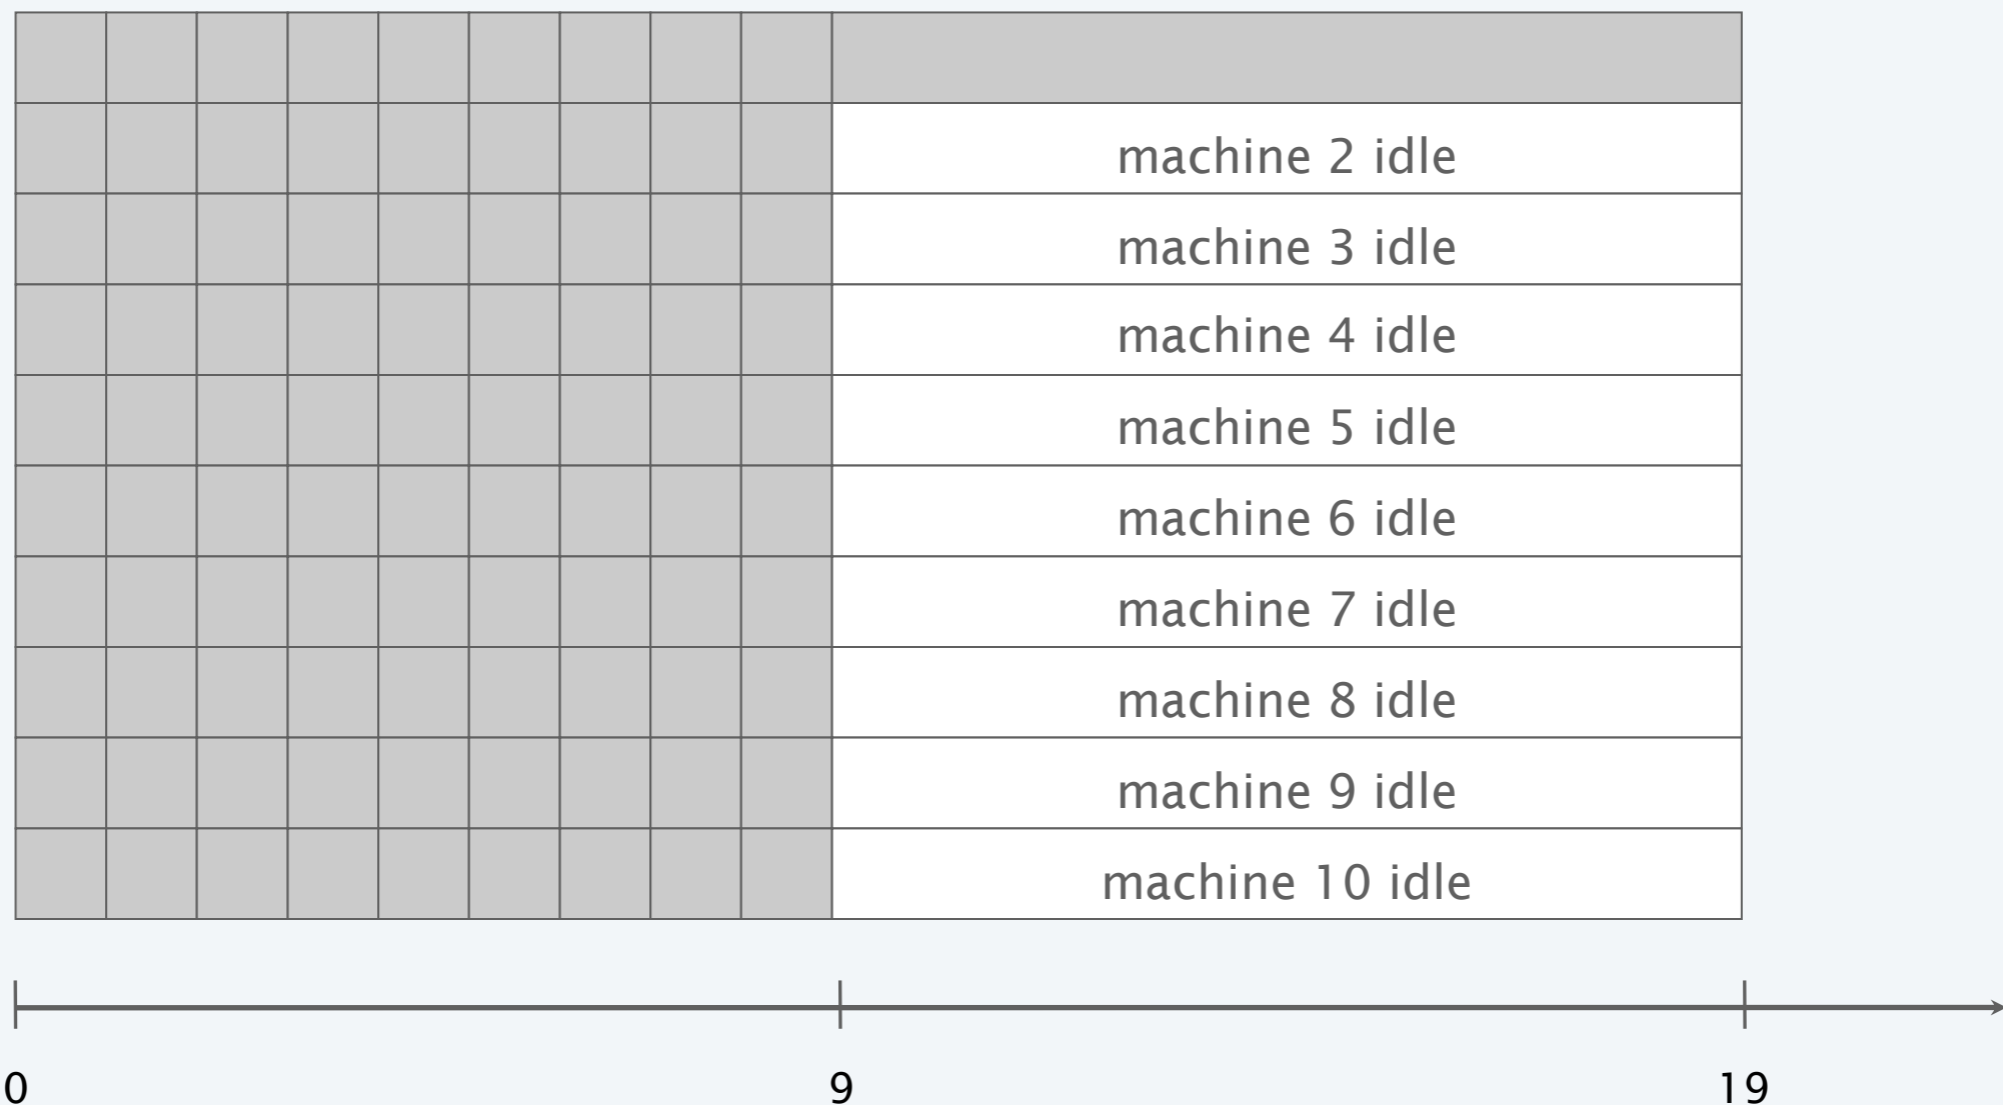 machine 2 idle
machine 3 idle
machine 4 idle
machine 5 idle
machine 6 idle
machine 7 idle
machine 8 idle
machine 9 idle
machine 10 idle
0 9 19